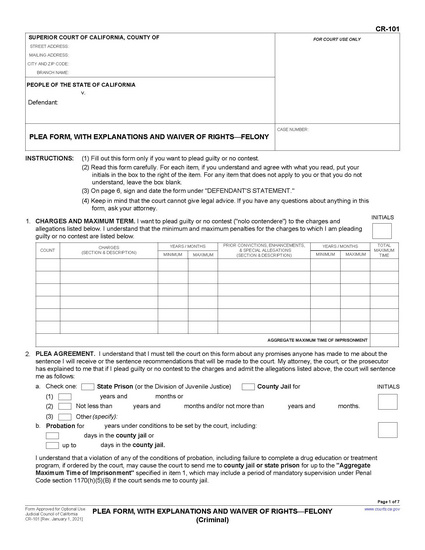 CR-101
SUPERIOR COURT OF CALIFORNIA, COUNTY OF
STREET ADDRESS:
MAILING ADDRESS:
CITY AND ZIP CODE:
BRANCH NAME:
FOR COURT USE ONLY
PEOPLE OF THE STATE OF CALIFORNIA
v.
Defendant:
PLEA FORM, WITH EXPLANATIONS AND WAIVER OF RIGHTS—FELONY
CASE NUMBER:
INSTRUCTIONS: (1) Fill out this form only if you want to plead guilty or no contest.
(2) Read this form carefully. For each item, if you understand and agree with what you read, put your
initials in the box to the right of the item. For any item that does not apply to you or that you do not
understand, leave the box blank.
(3) On page 6, sign and date the form under "DEFENDANT'S STATEMENT."
(4) Keep in mind that the court cannot give legal advice. If you have any questions about anything in this
form, ask your attorney.
1. CHARGES AND MAXIMUM TERM. I want to plead guilty or no contest ("nolo contendere") to the charges and
allegations listed below. I understand that the minimum and maximum penalties for the charges to which I am pleading
guilty or no contest are listed below.
INITIALS
COUNT
CHARGES
(SECTION & DESCRIPTION)
YEARS / MONTHS
MINIMUM MAXIMUM
PRIOR CONVICTIONS, ENHANCEMENTS,
& SPECIAL ALLEGATIONS
(SECTION & DESCRIPTION)
YEARS / MONTHS
MINIMUM MAXIMUM
TOTAL
MAXIMUM
TIME
AGGREGATE MAXIMUM TIME OF IMPRISONMENT
2. PLEA AGREEMENT. I understand that I must tell the court on this form about any promises anyone has made to me about the
sentence I will receive or the sentence recommendations that will be made to the court. My attorney, the court, or the prosecutor
has explained to me that if I plead guilty or no contest to the charges and admit the allegations listed above, the court will sentence
me as follows:
a. Check one: State Prison (or the Division of Juvenile Justice) County Jail for INITIALS
(1) years and months or
(2) Not less than years and months and/or not more than years and months.
(3) Other (specify):
b. Probation for years under conditions to be set by the court, including:
days in the county jail or
up to days in the county jail.
I understand that a violation of any of the conditions of probation, including failure to complete a drug education or treatment
program, if ordered by the court, may cause the court to send me to county jail or state prison for up to the "Aggregate
Maximum Time of Imprisonment" specified in item 1, which may include a period of mandatory supervision under Penal
Code section 1170(h)(5)(B) if the court sends me to county jail.
Page 1 of 7
Form Approved for Optional Use
Judicial Council of California
CR-101 [Rev. January 1, 2021]
PLEA FORM, WITH EXPLANATIONS AND WAIVER OF RIGHTS—FELONY
(Criminal)
www.courts.ca.gov